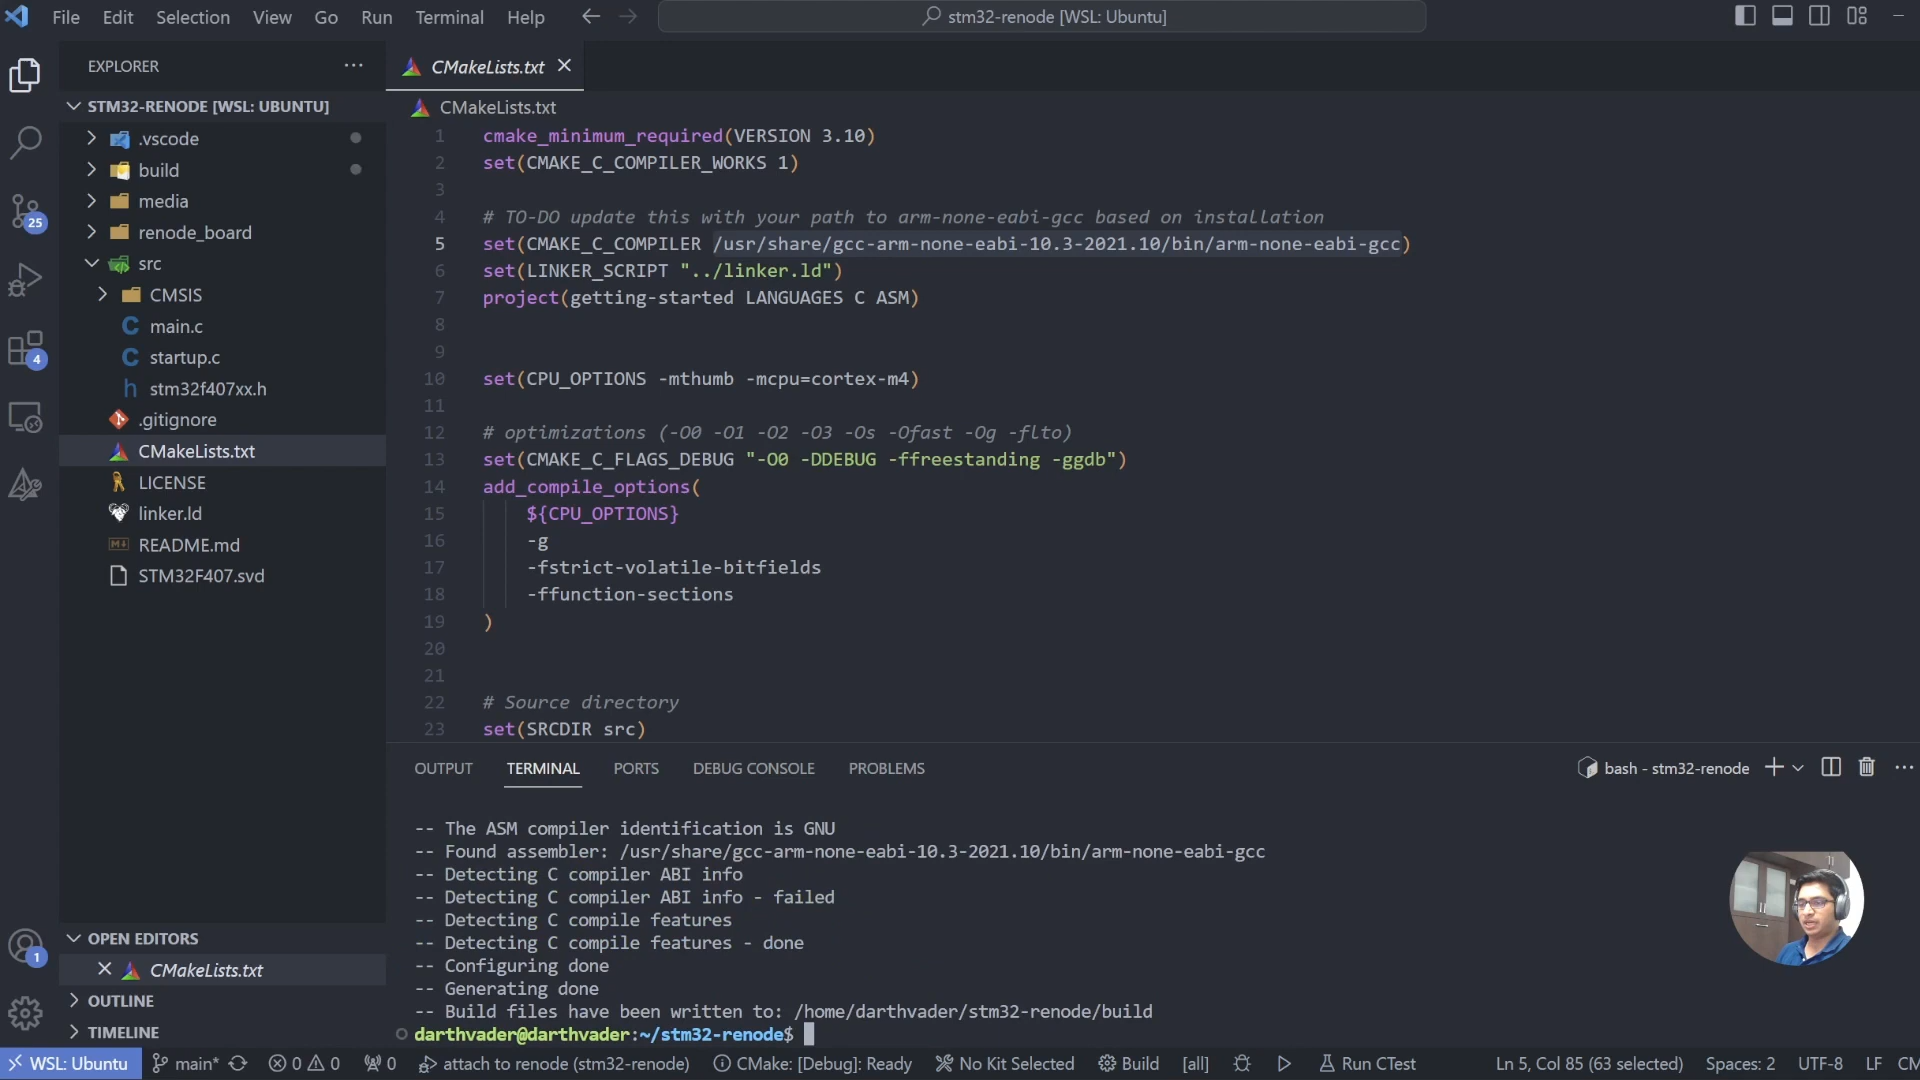 File Edit Selection View Go Run Terminal Help
stm32-renode [WSL: Ubuntu]
EXPLORER
CMakeLists.txt
STM32-RENODE [WSL: UBUNTU]
.vscode
build
media
renode_board
src
CMSIS
main.c
startup.c
stm32f407xx.h
.gitignore
CMakeLists.txt
LICENSE
linker.ld
README.md
STM32F407.svd
25
4
1
OPEN EDITORS
CMakeLists.txt
OUTLINE
TIMELINE
CMakeLists.txt
1 cmake_minimum_required(VERSION 3.10)
2 set(CMAKE_C_COMPILER_WORKS 1)
3
4 # TO-DO update this with your path to arm-none-eabi-gcc based on installation
5 set(CMAKE_C_COMPILER /usr/share/gcc-arm-none-eabi-10.3-2021.10/bin/arm-none-eabi-gcc)
6 set(LINKER_SCRIPT "../linker.ld")
7 project(getting-started LANGUAGES C ASM)
8
9
10 set(CPU_OPTIONS -mthumb -mcpu=cortex-m4)
11
12 # optimizations (-O0 -O1 -O2 -O3 -Os -Ofast -Og -flto)
13 set(CMAKE_C_FLAGS_DEBUG "-O0 -DDEBUG -ffreestanding -ggdb")
14 add_compile_options(
15 ${CPU_OPTIONS}
16 -g
17 -fstrict-volatile-bitfields
18 -ffunction-sections
19 )
20
21
22 # Source directory
23 set(SRCDIR src)
OUTPUT TERMINAL PORTS DEBUG CONSOLE PROBLEMS
bash - stm32-renode
-- The ASM compiler identification is GNU
-- Found assembler: /usr/share/gcc-arm-none-eabi-10.3-2021.10/bin/arm-none-eabi-gcc
-- Detecting C compiler ABI info
-- Detecting C compiler ABI info - failed
-- Detecting C compile features
-- Detecting C compile features - done
-- Configuring done
-- Generating done
-- Build files have been written to: /home/darthvader/stm32-renode/build
darthvader@darthvader:~/stm32-renode$
WSL: Ubuntu main* 0 0 0 attach to renode (stm32-renode) CMake: [Debug]: Ready No Kit Selected Build [all] Run CTest Ln 5, Col 85 (63 selected) Spaces: 2 UTF-8 LF CM